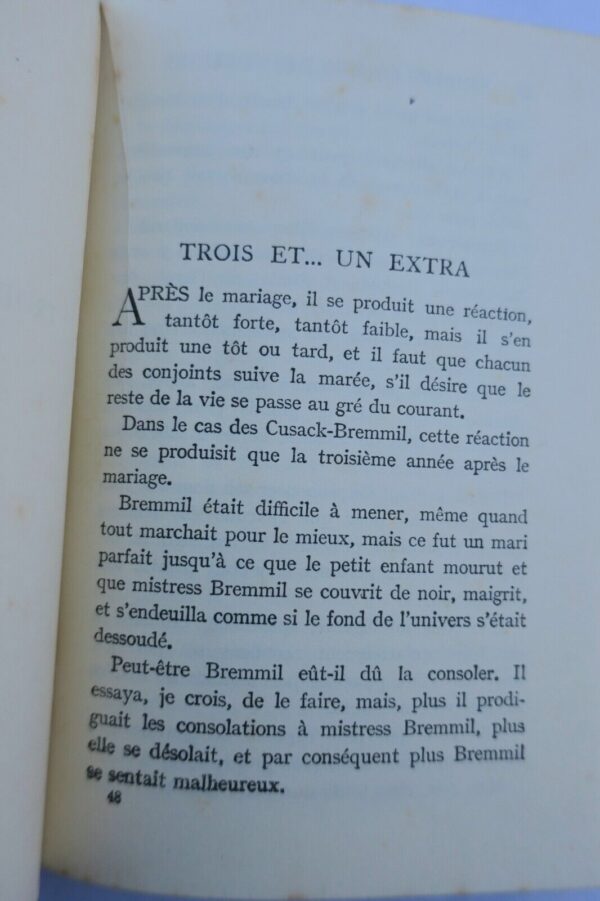 TROIS ET... UN EXTRA
APRÈS le mariage, il se produit une réaction,
tantôt forte, tantôt faible, mais il s'en
produit une tôt ou tard, et il faut que chacun
des conjoints suive la marée, s'il désire que le
reste de la vie se passe au gré du courant.
Dans le cas des Cusack-Bremmil, cette réaction
ne se produisit que la troisième année après le
mariage.
Bremmil était difficile à mener, même quand
tout marchait pour le mieux, mais ce fut un mari
parfait jusqu'à ce que le petit enfant mourut et
que mistress Bremmil se couvrit de noir, maigrit,
et s'endeuilla comme si le fond de l'univers s'était
dessoudé.
Peut-être Bremmil eût-il dû la consoler. Il
essaya, je crois, de le faire, mais, plus il prodi-
guait les consolations à mistress Bremmil, plus
elle se désolait, et par conséquent plus Bremmil
se sentait malheureux.
48